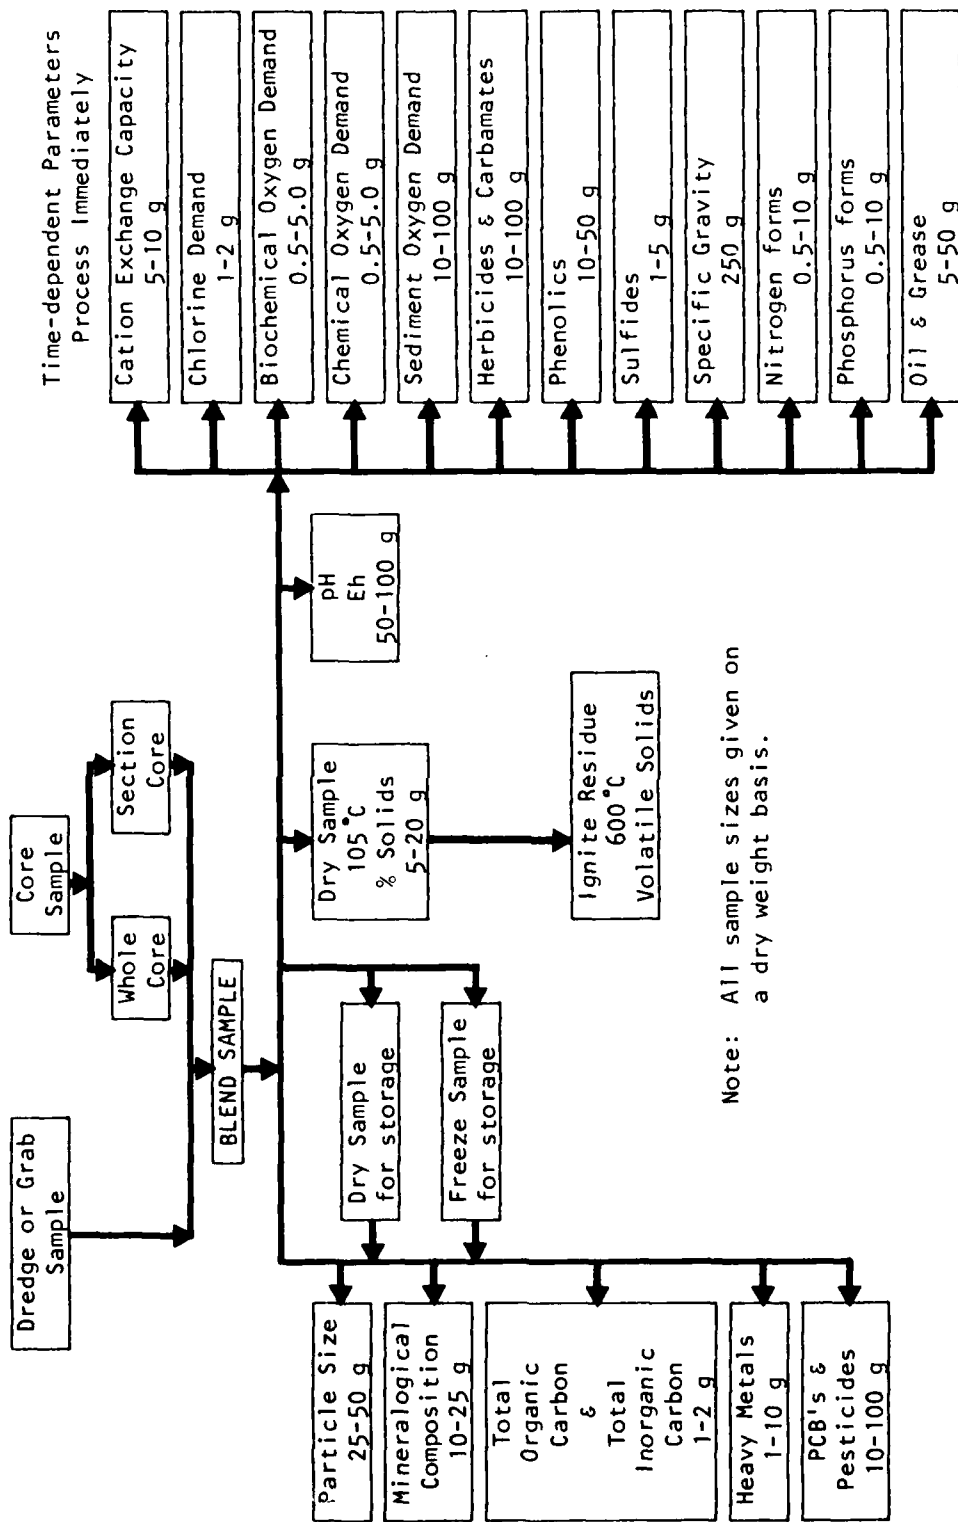 Dredge or Grab
Sample
Core
Sample
Whole
Core
Section
Core
BLEND SAMPLE
Time-dependent Parameters
Process Immediately
Particle Size
25-50 g
Mineralogical
Composition
10-25 g
Total
Organic
Carbon
&
Total
Inorganic
Carbon
1-2 g
Heavy Metals
1-10 g
PCB's &
Pesticides
10-100 g
Dry Sample
for storage
Freeze Sample
for storage
Dry Sample
105°C
% Solids
5-20 g
Ignite Residue
600°C
Volatile Solids
pH
Eh
50-100 g
Cation Exchange Capacity
5-10 g
Chlorine Demand
1-2 g
Biochemical Oxygen Demand
0.5-5.0 g
Chemical Oxygen Demand
0.5-5.0 g
Sediment Oxygen Demand
10-100 g
Herbicides & Carbamates
10-100 g
Phenolics
10-50 g
Sulfides
1-5 g
Specific Gravity
250 g
Nitrogen forms
0.5-10 g
Phosphorus forms
0.5-10 g
Oil & Grease
5-50 g
Note: All sample sizes given on
a dry weight basis.